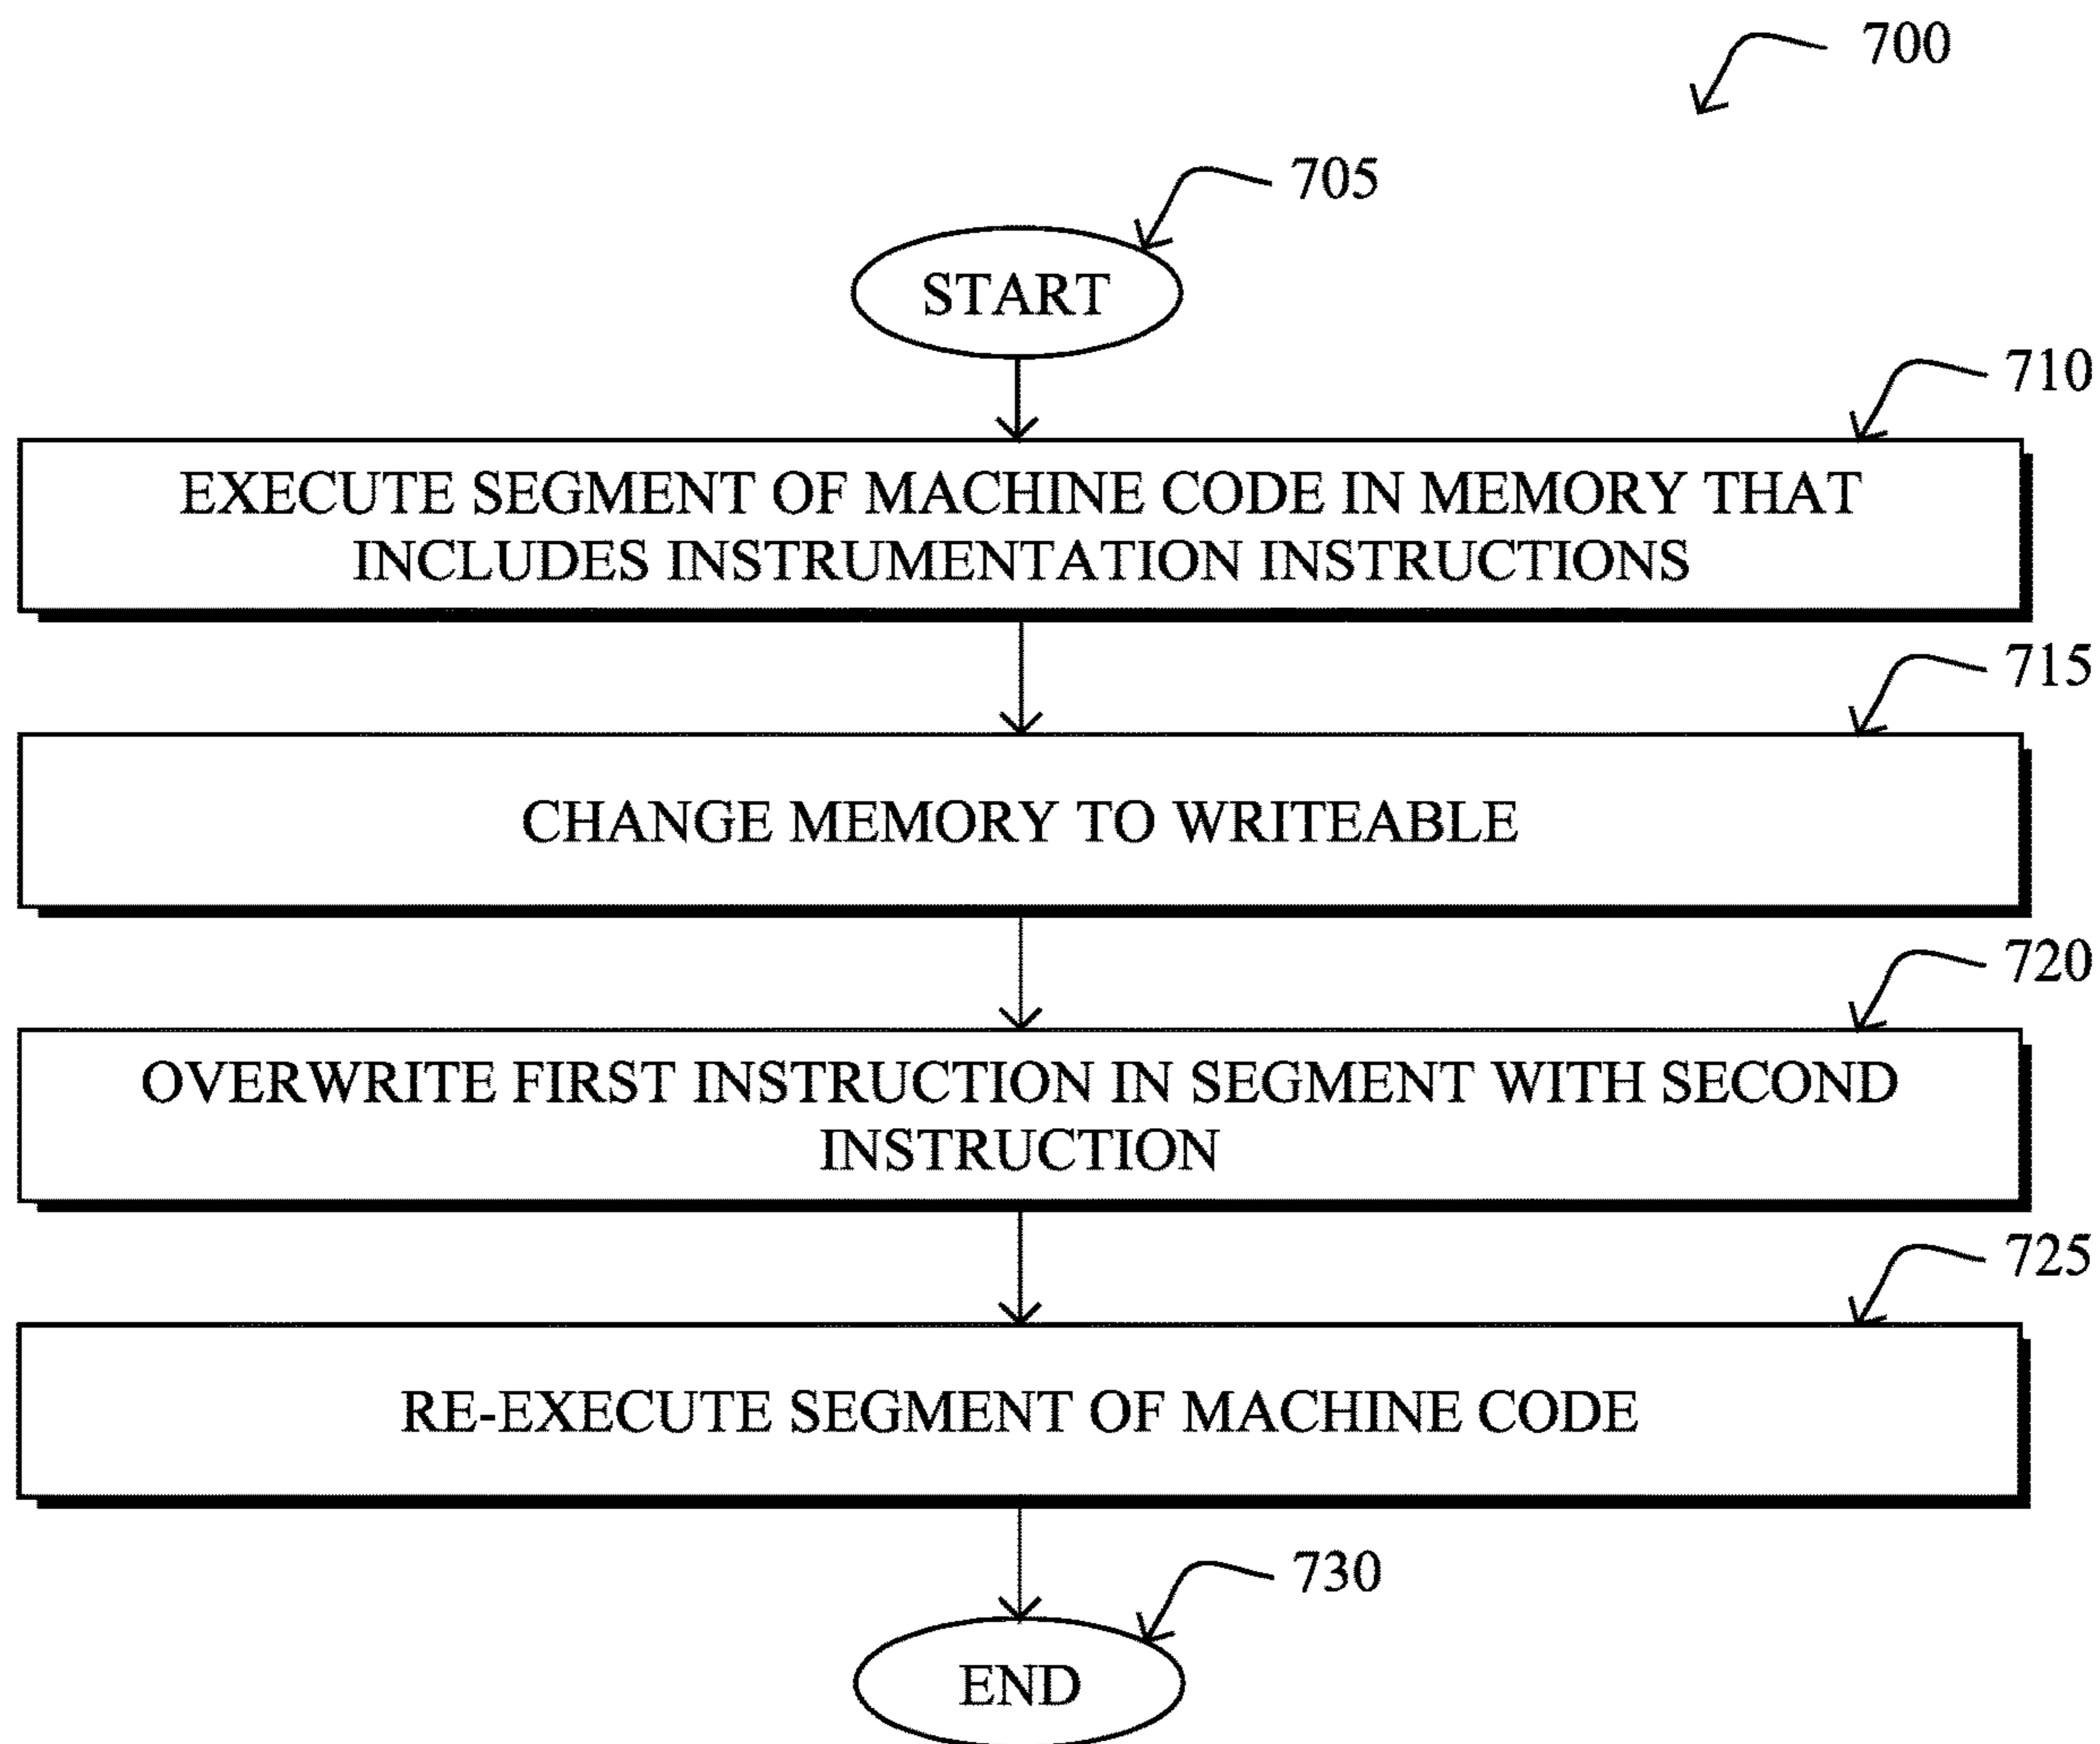 700
705
START
710
EXECUTE SEGMENT OF MACHINE CODE IN MEMORY THAT
INCLUDES INSTRUMENTATION INSTRUCTIONS
715
CHANGE MEMORY TO WRITEABLE
720
OVERWRITE FIRST INSTRUCTION IN SEGMENT WITH SECOND
INSTRUCTION
725
RE-EXECUTE SEGMENT OF MACHINE CODE
730
END